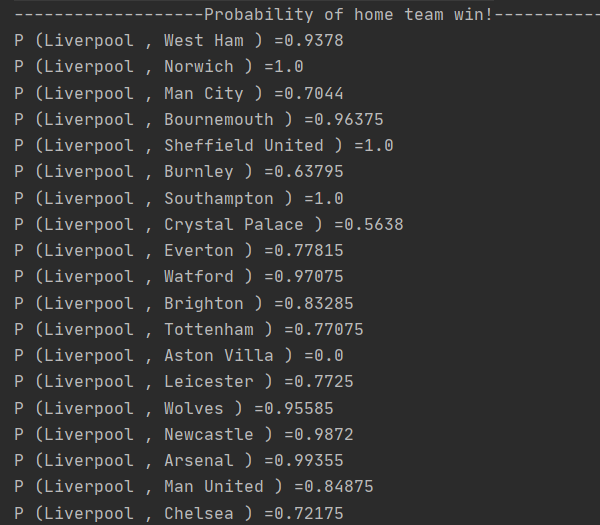 -------------------Probability of home team win!-----------
P (Liverpool , West Ham ) =0.9378
P (Liverpool , Norwich ) =1.0
P (Liverpool , Man City ) =0.7044
P (Liverpool , Bournemouth ) =0.96375
P (Liverpool , Sheffield United ) =1.0
P (Liverpool , Burnley ) =0.63795
P (Liverpool , Southampton ) =1.0
P (Liverpool , Crystal Palace ) =0.5638
P (Liverpool , Everton ) =0.77815
P (Liverpool , Watford ) =0.97075
P (Liverpool , Brighton ) =0.83285
P (Liverpool , Tottenham ) =0.77075
P (Liverpool , Aston Villa ) =0.0
P (Liverpool , Leicester ) =0.7725
P (Liverpool , Wolves ) =0.95585
P (Liverpool , Newcastle ) =0.9872
P (Liverpool , Arsenal ) =0.99355
P (Liverpool , Man United ) =0.84875
P (Liverpool , Chelsea ) =0.72175